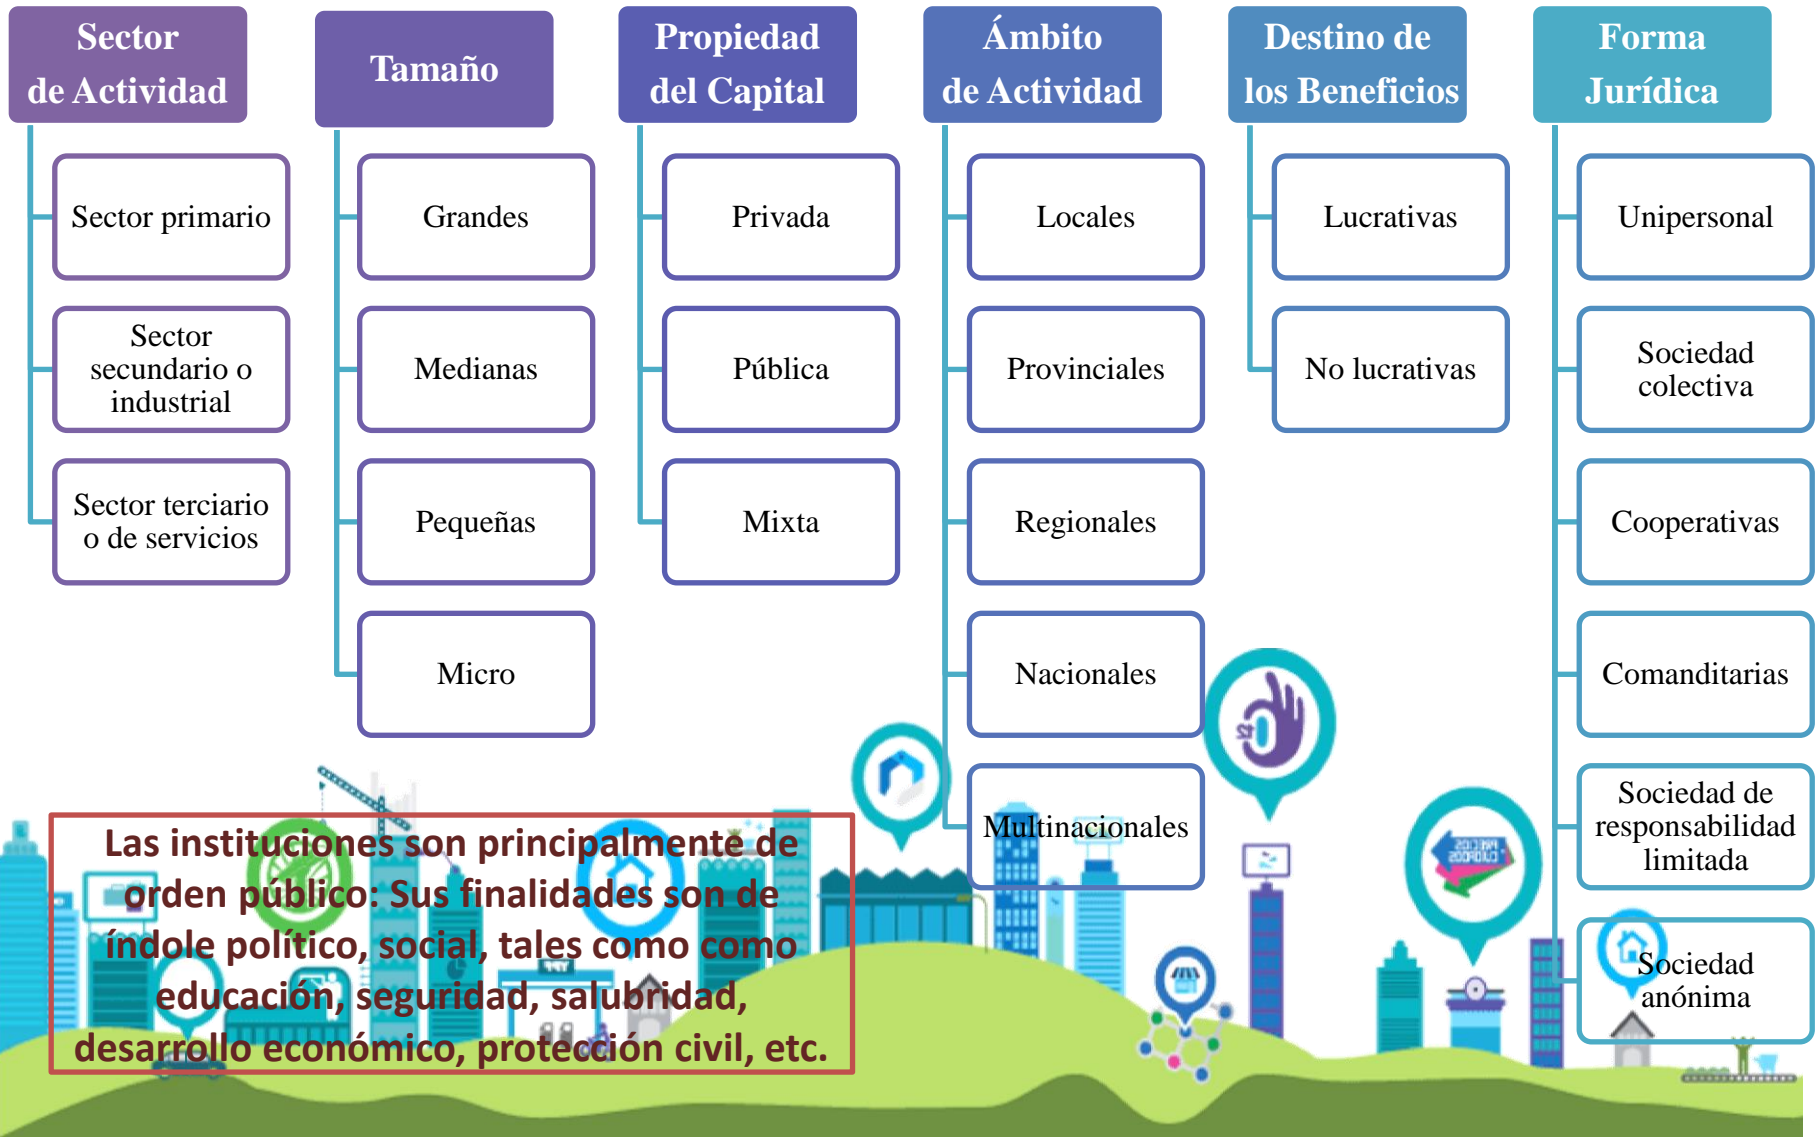 Sector
de Actividad
Sector primario
Sector
secundario o
industrial
Sector terciario
o de servicios
Tamaño
Grandes
Medianas
Pequeñas
Micro
Propiedad
del Capital
Privada
Pública
Mixta
Ámbito
de Actividad
Locales
Provinciales
Regionales
Nacionales
Multinacionales
Destino de
los Beneficios
Lucrativas
No lucrativas
Forma
Jurídica
Unipersonal
Sociedad
colectiva
Cooperativas
Comanditarias
Sociedad de
responsabilidad
limitada
Sociedad
anónima
Las instituciones son principalmente de
orden público: Sus finalidades son de
índole político, social, tales como como
educación, seguridad, salubridad,
desarrollo económico, protección civil, etc.